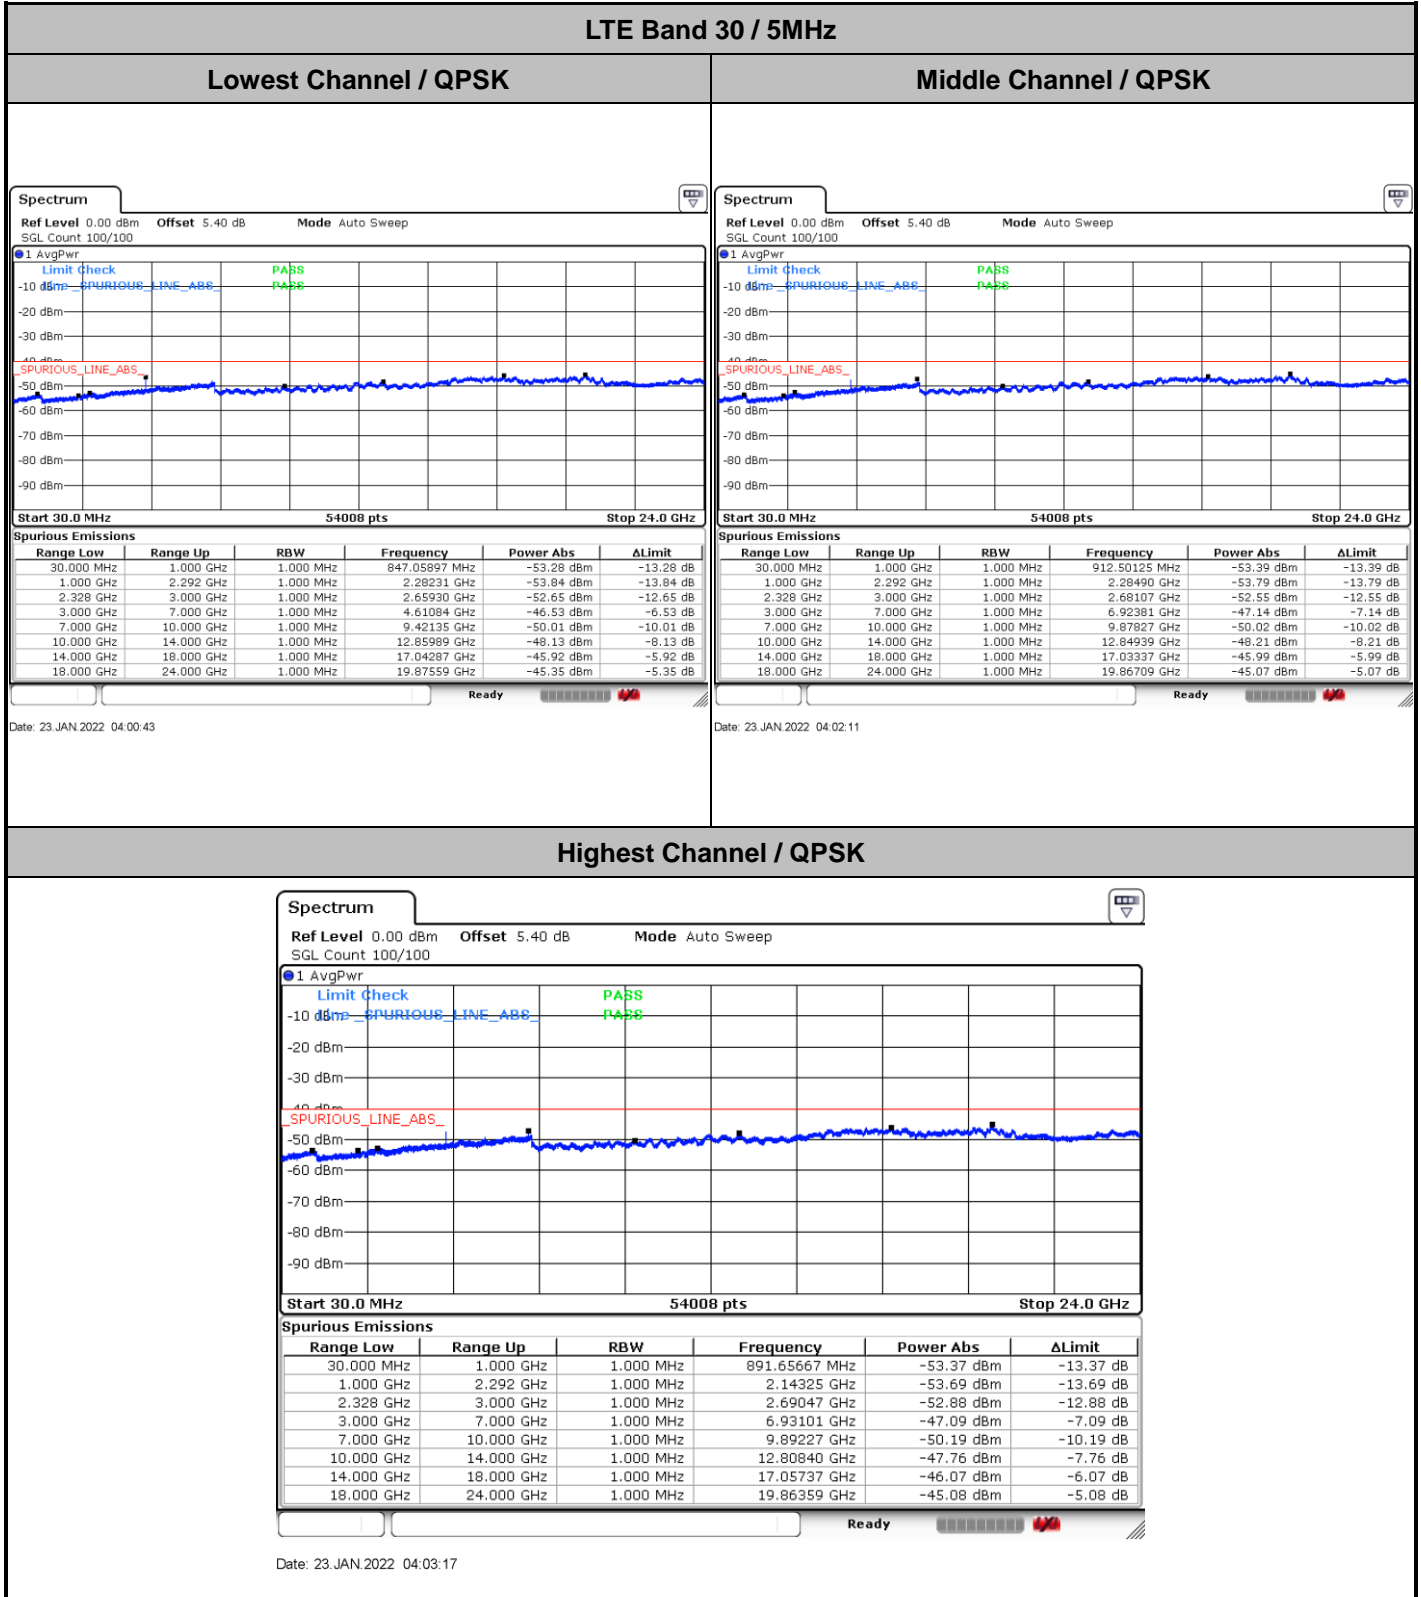 LTE Band 30 / 5MHz
Lowest Channel / QPSK
Middle Channel / QPSK
Spectrum
Ref Level 0.00 dBm Offset 5.40 dB Mode Auto Sweep
SGL Count 100/100
1 AvgPwr
Limit Check PASS
Line _SPURIOUS_LINE_ABS_ PASS
-10 dBm
-20 dBm
-30 dBm
-40 dBm
_SPURIOUS_LINE_ABS_
-50 dBm
-60 dBm
-70 dBm
-80 dBm
-90 dBm
Start 30.0 MHz 54008 pts Stop 24.0 GHz
Spurious Emissions
Range Low Range Up RBW Frequency Power Abs ΔLimit
30.000 MHz 1.000 GHz 1.000 MHz 847.05897 MHz -53.28 dBm -13.28 dB
1.000 GHz 2.292 GHz 1.000 MHz 2.28231 GHz -53.84 dBm -13.84 dB
2.328 GHz 3.000 GHz 1.000 MHz 2.65930 GHz -52.65 dBm -12.65 dB
3.000 GHz 7.000 GHz 1.000 MHz 4.61084 GHz -46.53 dBm -6.53 dB
7.000 GHz 10.000 GHz 1.000 MHz 9.42135 GHz -50.01 dBm -10.01 dB
10.000 GHz 14.000 GHz 1.000 MHz 12.85989 GHz -48.13 dBm -8.13 dB
14.000 GHz 18.000 GHz 1.000 MHz 17.04287 GHz -45.92 dBm -5.92 dB
18.000 GHz 24.000 GHz 1.000 MHz 19.87559 GHz -45.35 dBm -5.35 dB
Ready
Date: 23.JAN.2022 04:00:43
Spectrum
Ref Level 0.00 dBm Offset 5.40 dB Mode Auto Sweep
SGL Count 100/100
1 AvgPwr
Limit Check PASS
Line _SPURIOUS_LINE_ABS_ PASS
-10 dBm
-20 dBm
-30 dBm
-40 dBm
_SPURIOUS_LINE_ABS_
-50 dBm
-60 dBm
-70 dBm
-80 dBm
-90 dBm
Start 30.0 MHz 54008 pts Stop 24.0 GHz
Spurious Emissions
Range Low Range Up RBW Frequency Power Abs ΔLimit
30.000 MHz 1.000 GHz 1.000 MHz 912.50125 MHz -53.39 dBm -13.39 dB
1.000 GHz 2.292 GHz 1.000 MHz 2.28490 GHz -53.79 dBm -13.79 dB
2.328 GHz 3.000 GHz 1.000 MHz 2.68107 GHz -52.55 dBm -12.55 dB
3.000 GHz 7.000 GHz 1.000 MHz 6.92381 GHz -47.14 dBm -7.14 dB
7.000 GHz 10.000 GHz 1.000 MHz 9.87827 GHz -50.02 dBm -10.02 dB
10.000 GHz 14.000 GHz 1.000 MHz 12.84939 GHz -48.21 dBm -8.21 dB
14.000 GHz 18.000 GHz 1.000 MHz 17.03337 GHz -45.99 dBm -5.99 dB
18.000 GHz 24.000 GHz 1.000 MHz 19.86709 GHz -45.07 dBm -5.07 dB
Ready
Date: 23.JAN.2022 04:02:11
Highest Channel / QPSK
Spectrum
Ref Level 0.00 dBm Offset 5.40 dB Mode Auto Sweep
SGL Count 100/100
1 AvgPwr
Limit Check PASS
Line _SPURIOUS_LINE_ABS_ PASS
-10 dBm
-20 dBm
-30 dBm
-40 dBm
_SPURIOUS_LINE_ABS_
-50 dBm
-60 dBm
-70 dBm
-80 dBm
-90 dBm
Start 30.0 MHz 54008 pts Stop 24.0 GHz
Spurious Emissions
Range Low Range Up RBW Frequency Power Abs ΔLimit
30.000 MHz 1.000 GHz 1.000 MHz 891.65667 MHz -53.37 dBm -13.37 dB
1.000 GHz 2.292 GHz 1.000 MHz 2.14325 GHz -53.69 dBm -13.69 dB
2.328 GHz 3.000 GHz 1.000 MHz 2.69047 GHz -52.88 dBm -12.88 dB
3.000 GHz 7.000 GHz 1.000 MHz 6.93101 GHz -47.09 dBm -7.09 dB
7.000 GHz 10.000 GHz 1.000 MHz 9.89227 GHz -50.19 dBm -10.19 dB
10.000 GHz 14.000 GHz 1.000 MHz 12.80840 GHz -47.76 dBm -7.76 dB
14.000 GHz 18.000 GHz 1.000 MHz 17.05737 GHz -46.07 dBm -6.07 dB
18.000 GHz 24.000 GHz 1.000 MHz 19.86359 GHz -45.08 dBm -5.08 dB
Ready
Date: 23.JAN.2022 04:03:17